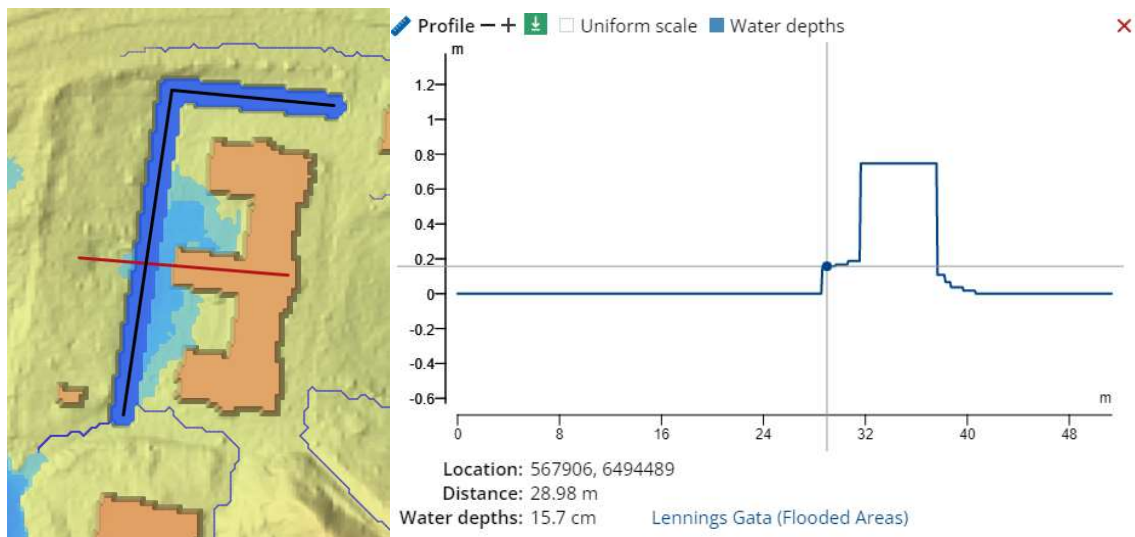 Profile − + Uniform scale Water depths ×
m
1.2
1
0.8
0.6
0.4
0.2
0
-0.2
-0.4
-0.6
m
0 8 16 24 32 40 48
Location: 567906, 6494489
Distance: 28.98 m
Water depths: 15.7 cm Lennings Gata (Flooded Areas)